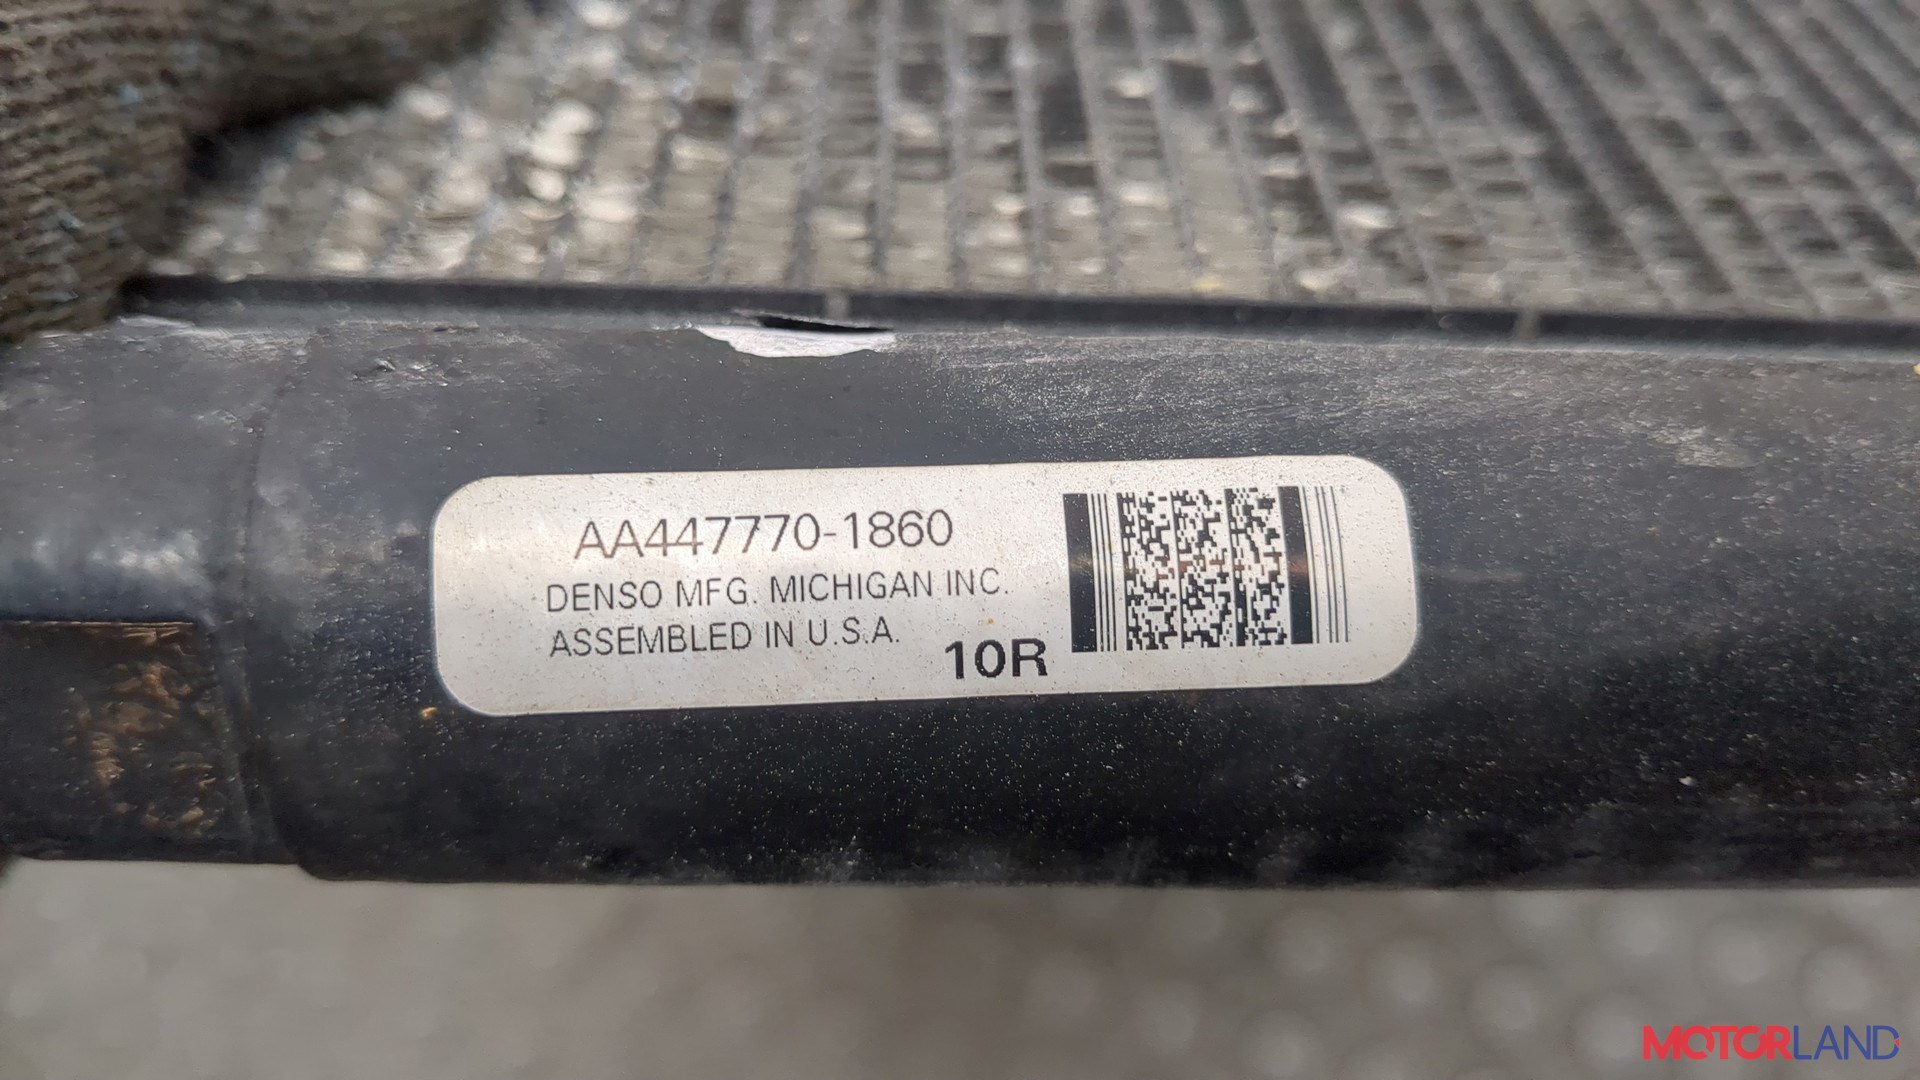 AA447770-1860
DENSO MFG. MICHIGAN INC.
ASSEMBLED IN U.S.A.
10R
MOTORLAND